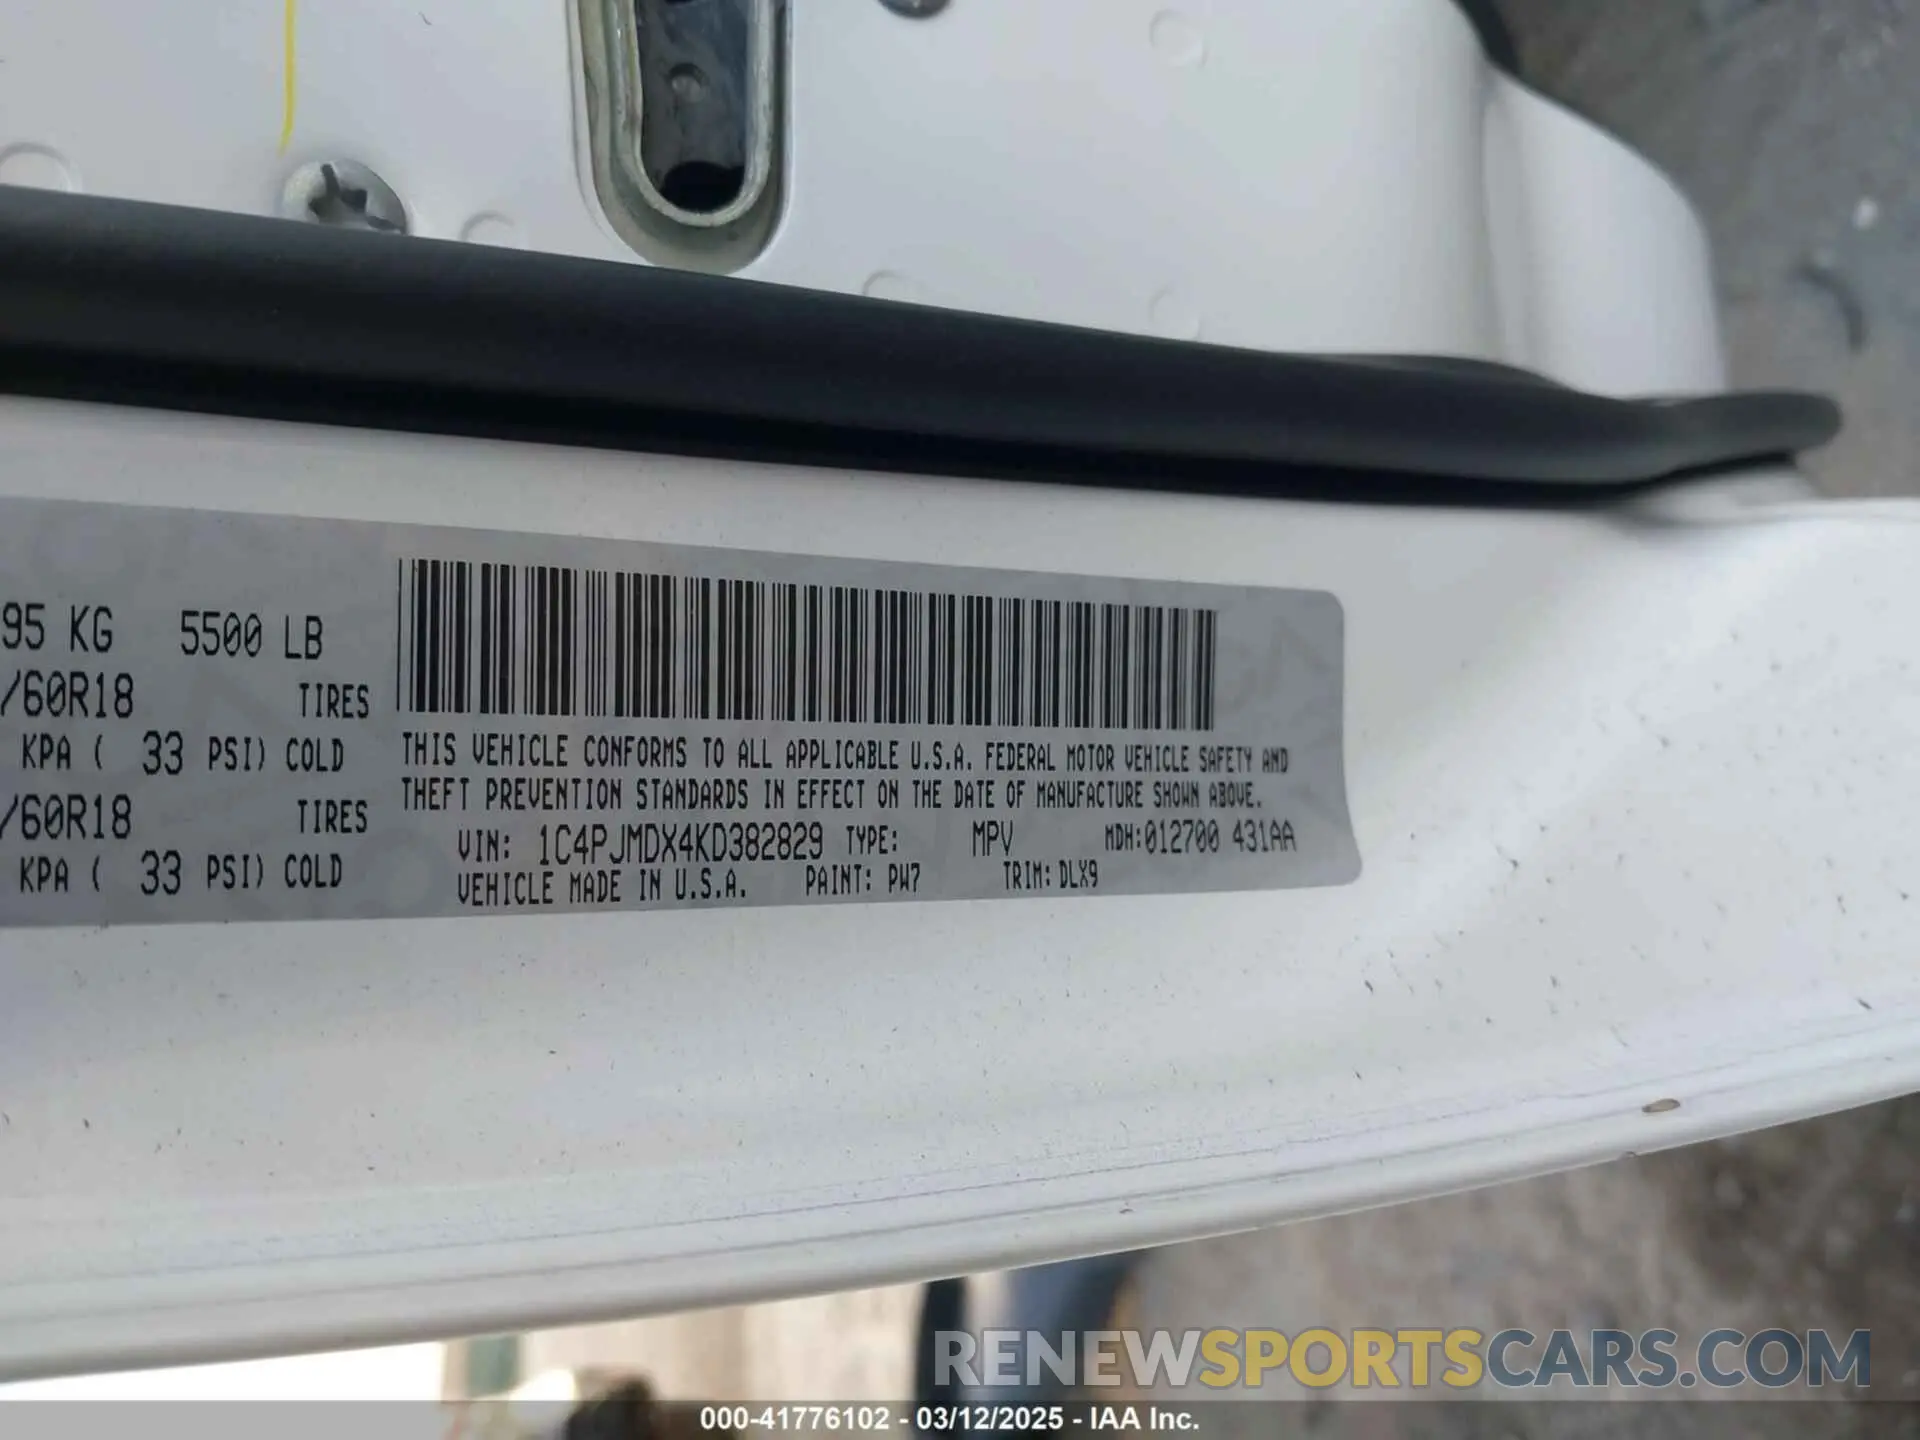 95 KG 5500 LB
/60R18 TIRES
KPA ( 33 PSI) COLD
/60R18 TIRES
KPA ( 33 PSI) COLD
THIS VEHICLE CONFORMS TO ALL APPLICABLE U.S.A. FEDERAL MOTOR VEHICLE SAFETY AND
THEFT PREVENTION STANDARDS IN EFFECT ON THE DATE OF MANUFACTURE SHOWN ABOVE.
VIN: 1C4PJMDX4KD382829 TYPE: MPV MDH:012700 431AA
VEHICLE MADE IN U.S.A. PAINT: PW7 TRIM: DLX9
RENEWSPORTSCARS.COM
000-41776102 - 03/12/2025 - IAA Inc.